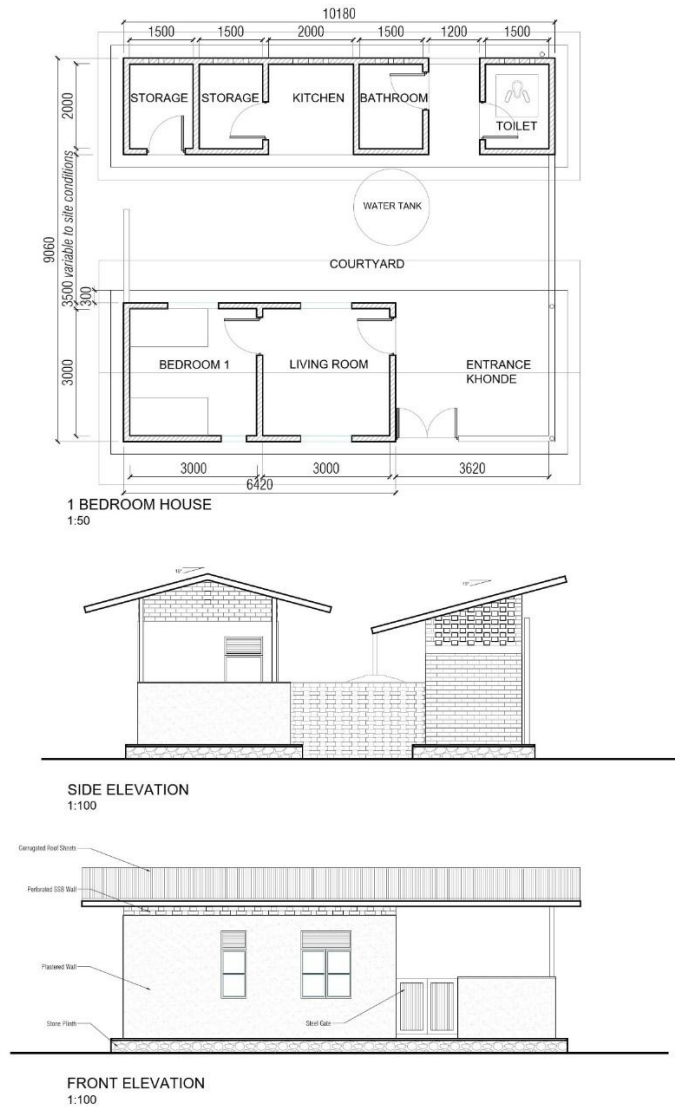 10180
1500 1500 2000 1500 1200 1500
2000
STORAGE STORAGE KITCHEN BATHROOM
TOILET
9060
3500 variable to site conditions
WATER TANK
COURTYARD
300
3000
BEDROOM 1 LIVING ROOM ENTRANCE
KHONDE
3000 3000 3620
6420
1 BEDROOM HOUSE
1:50
SIDE ELEVATION
1:100
Corrugated Roof Sheets
Perforated SSB Wall
Plastered Wall
Steel Gate
Stone Plinth
FRONT ELEVATION
1:100